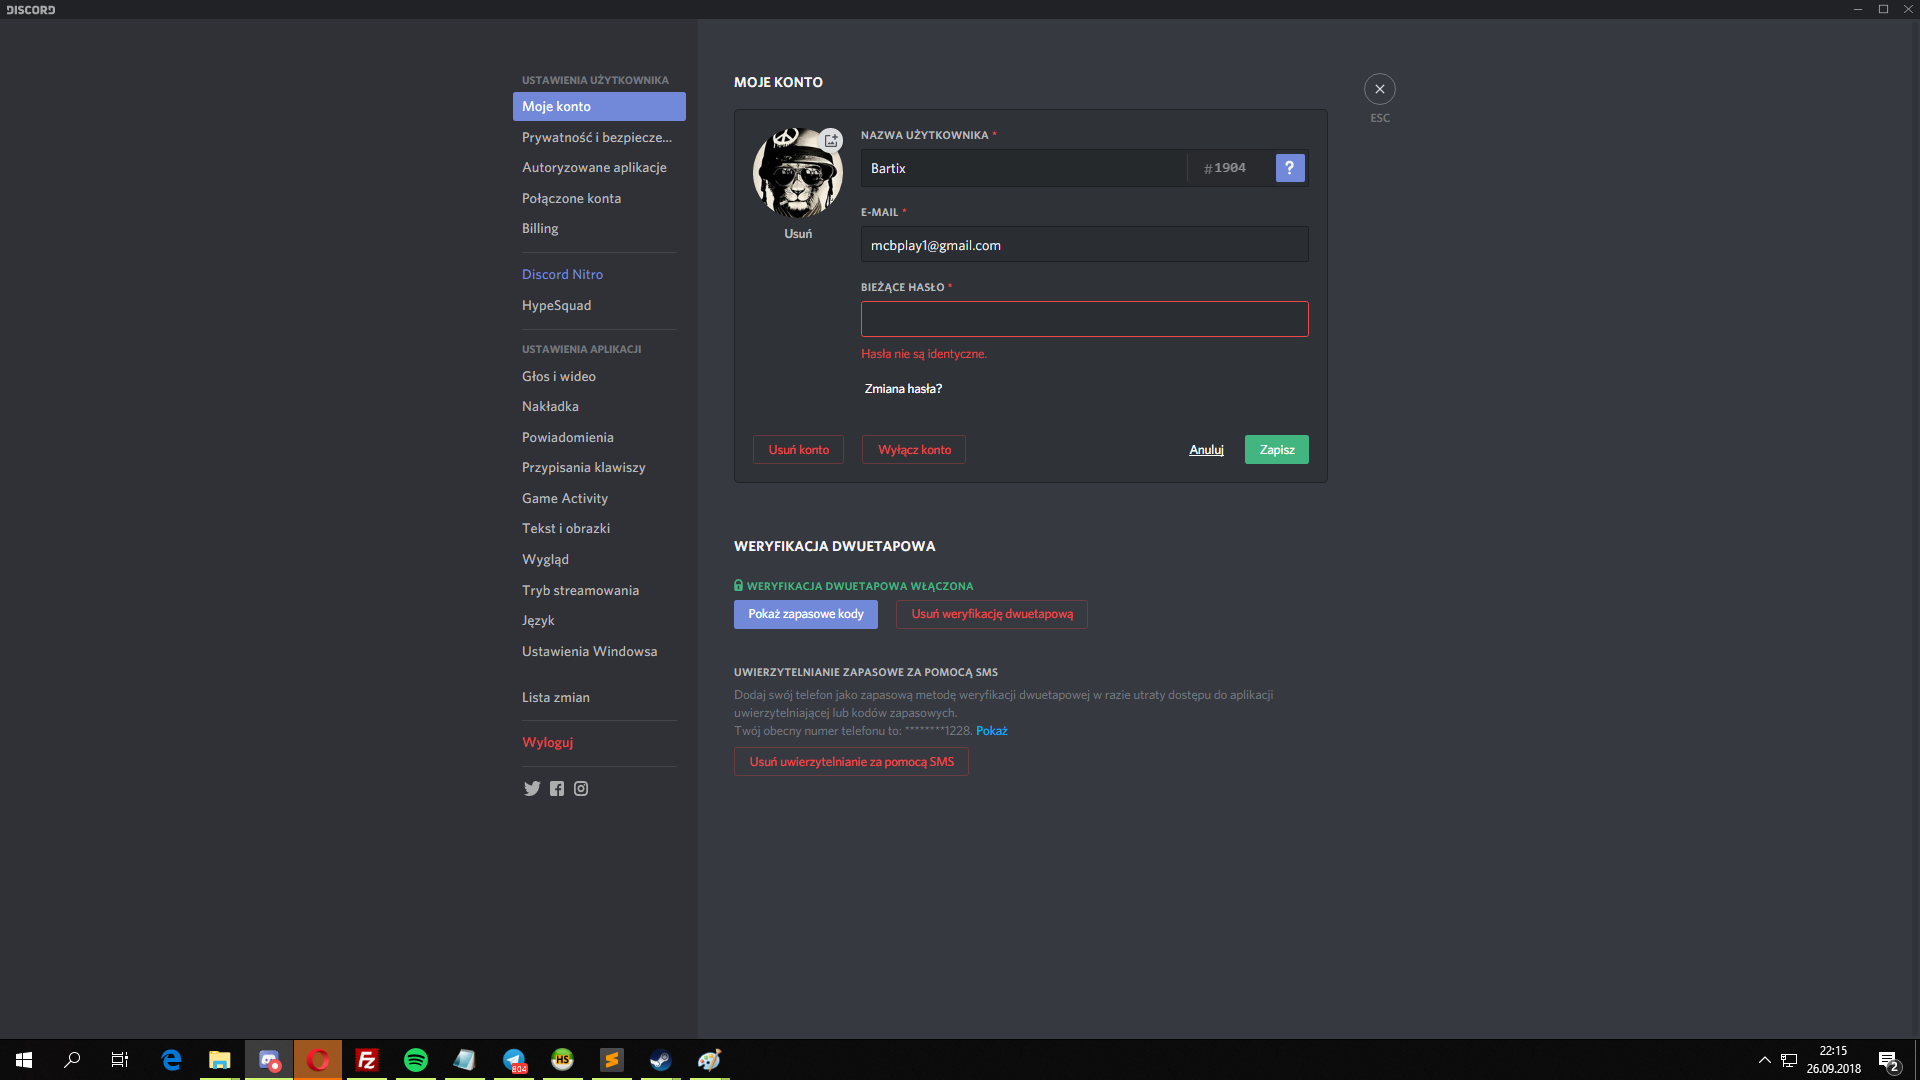 DISCORD
USTAWIENIA UŻYTKOWNIKA
Moje konto
Prywatność i bezpiecze...
Autoryzowane aplikacje
Połączone konta
Billing
Discord Nitro
HypeSquad
USTAWIENIA APLIKACJI
Głos i wideo
Nakładka
Powiadomienia
Przypisania klawiszy
Game Activity
Tekst i obrazki
Wygląd
Tryb streamowania
Język
Ustawienia Windowsa
Lista zmian
Wyloguj
MOJE KONTO
ESC
Usuń
NAZWA UŻYTKOWNIKA *
Bartix #1904 ?
E-MAIL *
mcbplay1@gmail.com
BIEŻĄCE HASŁO *
Hasła nie są identyczne.
Zmiana hasła?
Usuń konto Wyłącz konto Anuluj Zapisz
WERYFIKACJA DWUETAPOWA
WERYFIKACJA DWUETAPOWA WŁĄCZONA
Pokaż zapasowe kody Usuń weryfikację dwuetapową
UWIERZYTELNIANIE ZAPASOWE ZA POMOCĄ SMS
Dodaj swój telefon jako zapasową metodę weryfikacji dwuetapowej w razie utraty dostępu do aplikacji
uwierzytelniającej lub kodów zapasowych.
Twój obecny numer telefonu to: ********1228. Pokaż
Usuń uwierzytelnianie za pomocą SMS
Fz
804
HS
22:15
26.09.2018
2